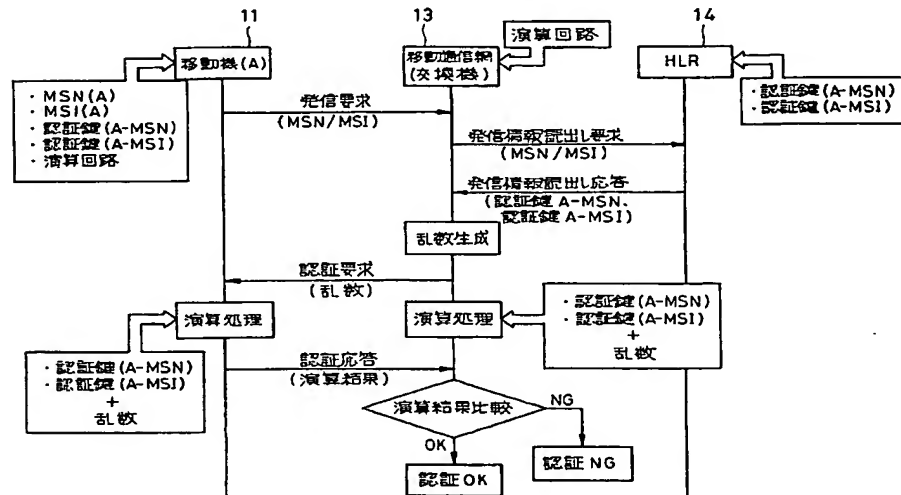 11
13
14
移動機(A)
移動通信網
(交換機)
演算回路
HLR
・MSN(A)
・MSI(A)
・認証鍵(A-MSN)
・認証鍵(A-MSI)
・演算回路
・認証鍵(A-MSN)
・認証鍵(A-MSI)
発信要求
(MSN/MSI)
発信情報読出し要求
(MSN/MSI)
発信情報読出し応答
(認証鍵 A-MSN、
認証鍵 A-MSI)
乱数生成
認証要求
(乱数)
演算処理
演算処理
・認証鍵(A-MSN)
・認証鍵(A-MSI)
+
乱数
・認証鍵(A-MSN)
・認証鍵(A-MSI)
+
乱数
認証応答
(演算結果)
演算結果比較
NG
OK
認証OK
認証NG